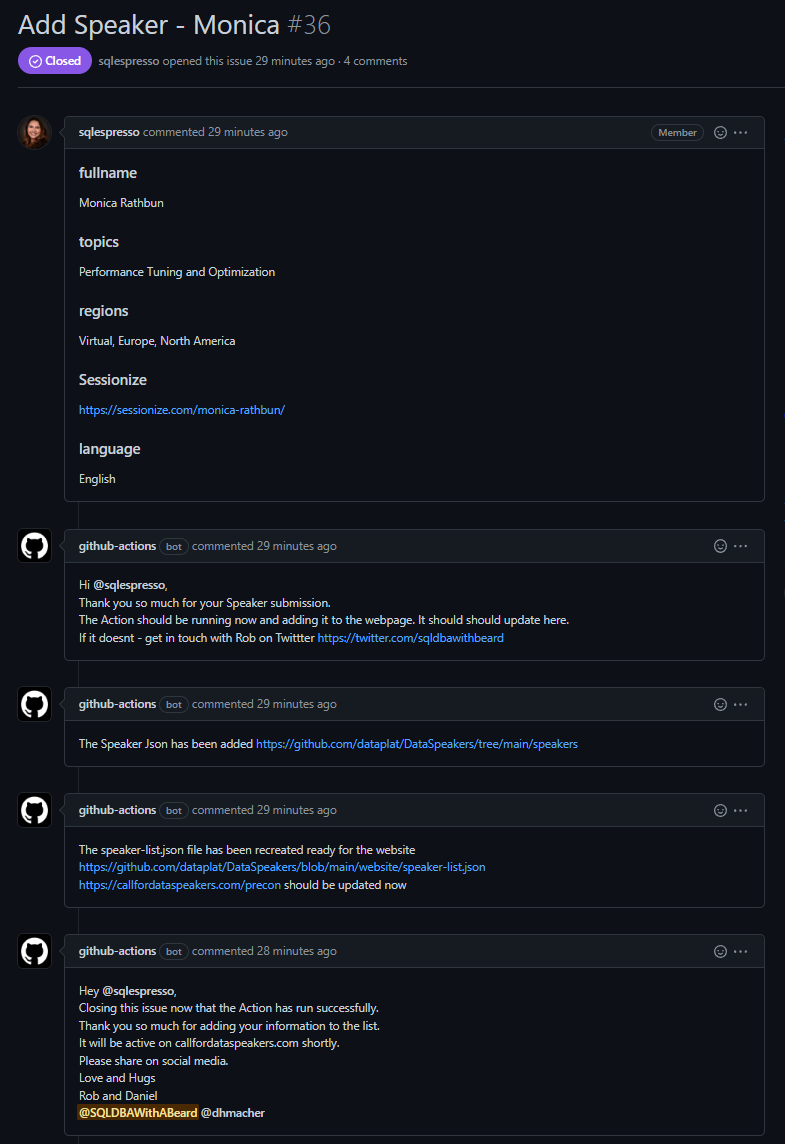 Add Speaker - Monica #36
Closed sqlespresso opened this issue 29 minutes ago · 4 comments
sqlespresso commented 29 minutes ago Member
fullname
Monica Rathbun
topics
Performance Tuning and Optimization
regions
Virtual, Europe, North America
Sessionize
https://sessionize.com/monica-rathbun/
language
English
github-actions bot commented 29 minutes ago
Hi @sqlespresso,
Thank you so much for your Speaker submission.
The Action should be running now and adding it to the webpage. It should should update here.
If it doesnt - get in touch with Rob on Twittter https://twitter.com/sqldbawithbeard
github-actions bot commented 29 minutes ago
The Speaker Json has been added https://github.com/dataplat/DataSpeakers/tree/main/speakers
github-actions bot commented 29 minutes ago
The speaker-list.json file has been recreated ready for the website
https://github.com/dataplat/DataSpeakers/blob/main/website/speaker-list.json
https://callfordataspeakers.com/precon should be updated now
github-actions bot commented 28 minutes ago
Hey @sqlespresso,
Closing this issue now that the Action has run successfully.
Thank you so much for adding your information to the list.
It will be active on callfordataspeakers.com shortly.
Please share on social media.
Love and Hugs
Rob and Daniel
@SQLDBAWithABeard @dhmacher